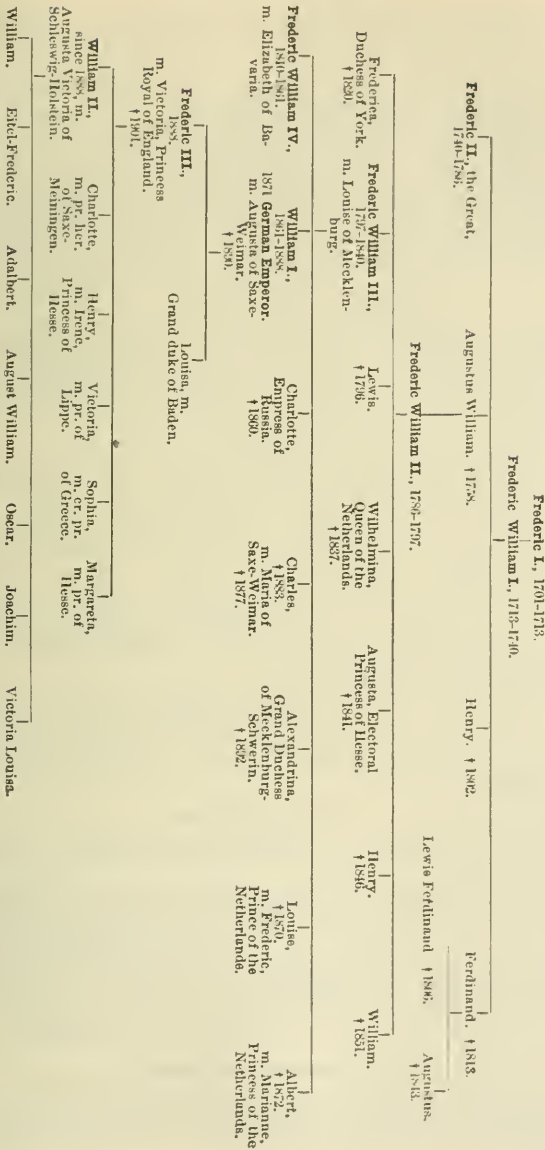 Frederic I., 1701–1713.
Frederic William I., 1713–1740.
Frederic II., the Great,
1740–1786.
Augustus William. † 1758.
Henry. † 1802.
Ferdinand. † 1813.
Frederic William II., 1786–1797.
Lewis Ferdinand † 1806.
Augustus.
† 1843.
Frederica,
Duchess of York.
† 1820.
Frederic William III.,
1797–1840.
m. Louise of Mecklen-
burg.
Lewis.
† 1796.
Wilhelmina,
Queen of the
Netherlands.
† 1837.
Augusta, Electoral
Princess of Hesse.
† 1841.
Henry.
† 1846.
William.
† 1851.
Frederic William IV.,
1840–1861.
m. Elizabeth of Ba-
varia.
William I.,
1861–1888.
1871 German Emperor.
m. Augusta of Saxe-
Weimar.
† 1890.
Charlotte,
Empress of
Russia.
† 1860.
Charles,
† 1883.
m. Maria of
Saxe-Weimar.
† 1877.
Alexandrina,
Grand Duchess
of Mecklenburg-
Schwerin.
† 1892.
Louise,
† 1870.
m. Frederic,
Prince of the
Netherlands.
Albert,
† 1872.
m. Marianne,
Princess of the
Netherlands.
Frederic III.,
1888.
m. Victoria, Princess
Royal of England.
† 1901.
Louisa, m.
Grand duke of Baden.
William II.,
since 1888, m.
Augusta Victoria of
Schleswig-Holstein.
Charlotte,
m. pr. her.
of Saxe-
Meiningen.
Henry,
m. Irene,
Princess of
Hesse.
Victoria,
m. pr. of
Lippe.
Sophia,
m. cr. pr.
of Greece.
Margareta,
m. pr. of
Hesse.
William.
Eitel-Frederic.
Adalbert.
August William.
Oscar.
Joachim.
Victoria Louisa.